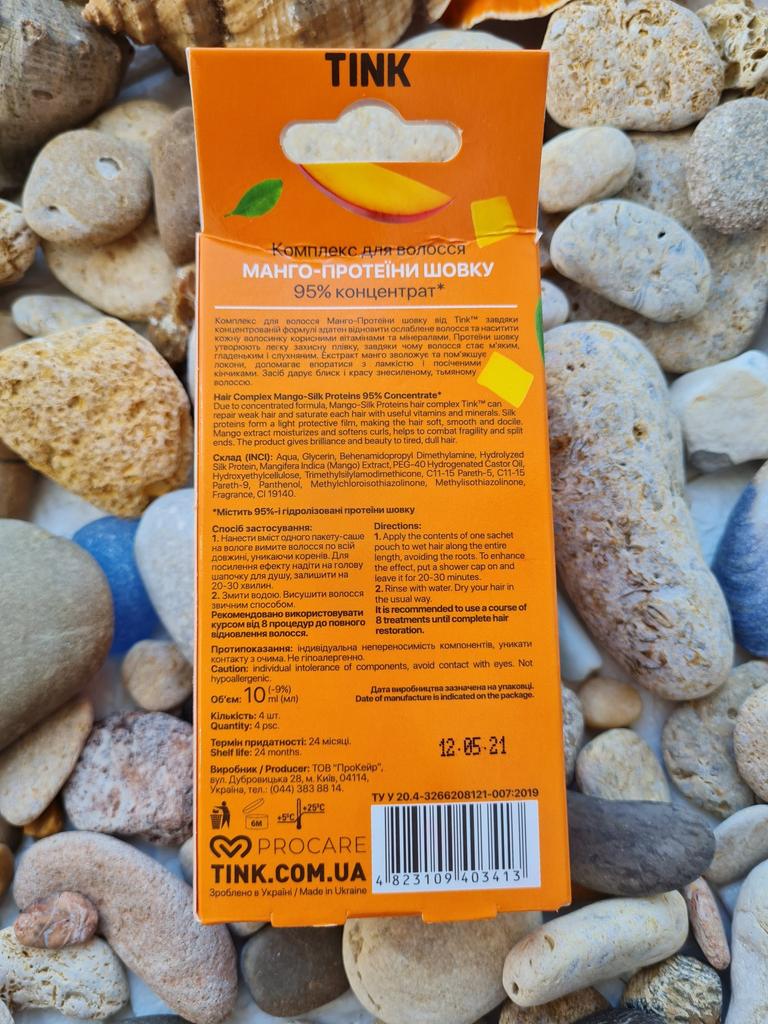 TINK
Комплекс для волосся
МАНГО-ПРОТЕЇНИ ШОВКУ
95% концентрат*
Комплекс для волосся Манго-Протеїни шовку від Tink™ завдяки
концентрованій формулі здатен відновити ослаблене волосся та наситити
кожну волосинку корисними вітамінами та мінералами. Протеїни шовку
утворюють легку захисну плівку, завдяки чому волосся стає м'яким,
гладеньким і слухняним. Екстракт манго зволожує та пом'якшує
локони, допомагає впоратися з ламкістю і посіченими
кінчиками. Засіб дарує блиск і красу знесиленому, тьмяному
волоссю.
Hair Complex Mango-Silk Proteins 95% Concentrate*
Due to concentrated formula, Mango-Silk Proteins hair complex Tink™ can
repair weak hair and saturate each hair with useful vitamins and minerals. Silk
proteins form a light protective film, making the hair soft, smooth and docile.
Mango extract moisturizes and softens curls, helps to combat fragility and split
ends. The product gives brilliance and beauty to tired, dull hair.
Склад (INCI): Aqua, Glycerin, Behenamidopropyl Dimethylamine, Hydrolyzed
Silk Protein, Mangifera Indica (Mango) Extract, PEG-40 Hydrogenated Castor Oil,
Hydroxyethylcellulose, Trimethylsilylamodimethicone, C11-15 Pareth-5, C11-15
Pareth-9, Panthenol, Methylchloroisothiazolinone, Methylisothiazolinone,
Fragrance, CI 19140.
*Містить 95%-і гідролізовані протеїни шовку
Спосіб застосування:
1. Нанести вміст одного пакету-саше
на вологе вимите волосся по всій
довжині, уникаючи коренів. Для
посилення ефекту надіти на голову
шапочку для душу, залишити на
20-30 хвилин.
2. Змити водою. Висушити волосся
звичним способом.
Рекомендовано використовувати
курсом від 8 процедур до повного
відновлення волосся.
Directions:
1. Apply the contents of one sachet
pouch to wet hair along the entire
length, avoiding the roots. To enhance
the effect, put a shower cap on and
leave it for 20-30 minutes.
2. Rinse with water. Dry your hair in
the usual way.
It is recommended to use a course of
8 treatments until complete hair
restoration.
Протипоказання: індивідуальна непереносимість компонентів, уникати
контакту з очима. Не гіпоалергенно.
Caution: individual intolerance of components, avoid contact with eyes. Not
hypoallergenic.
Об'єм: 10 (-9%) ml (мл)
Дата виробництва зазначена на упаковці.
Date of manufacture is indicated on the package.
Кількість: 4 шт.
Quantity: 4 psc.
Термін придатності: 24 місяці.
Shelf life: 24 months.
12·05·21
Виробник / Producer: ТОВ "ПроКейр",
вул. Дубровицька 28, м. Київ, 04114,
Україна, тел.: (044) 383 88 14.
ТУ У 20.4-3266208121-007:2019
6M
+5°C
+25°C
PROCARE
TINK.COM.UA
Зроблено в Україні / Made in Ukraine
4 823109 403413